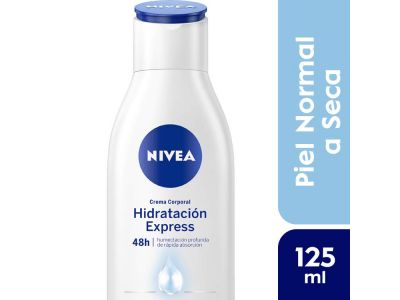 NIVEA
Crema Corporal
Hidratación
Express
48h | humectación profunda
de rápida absorción
Piel Normal
a Seca
125
ml